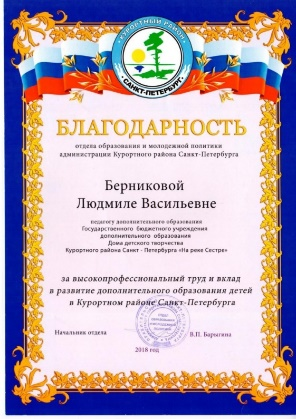 КУРОРТНЫЙ РАЙОН
САНКТ-ПЕТЕРБУРГ
БЛАГОДАРНОСТЬ
отдела образования и молодежной политики
администрации Курортного района Санкт-Петербурга
Берниковой
Людмиле Васильевне
педагогу дополнительного образования
Государственного бюджетного учреждения
дополнительного образования
Дома детского творчества
Курортного района Санкт - Петербурга «На реке Сестре»
за высокопрофессиональный труд и вклад
в развитие дополнительного образования детей
в Курортном районе Санкт-Петербурга
Начальник отдела
В.П. Барыгина
2018 год